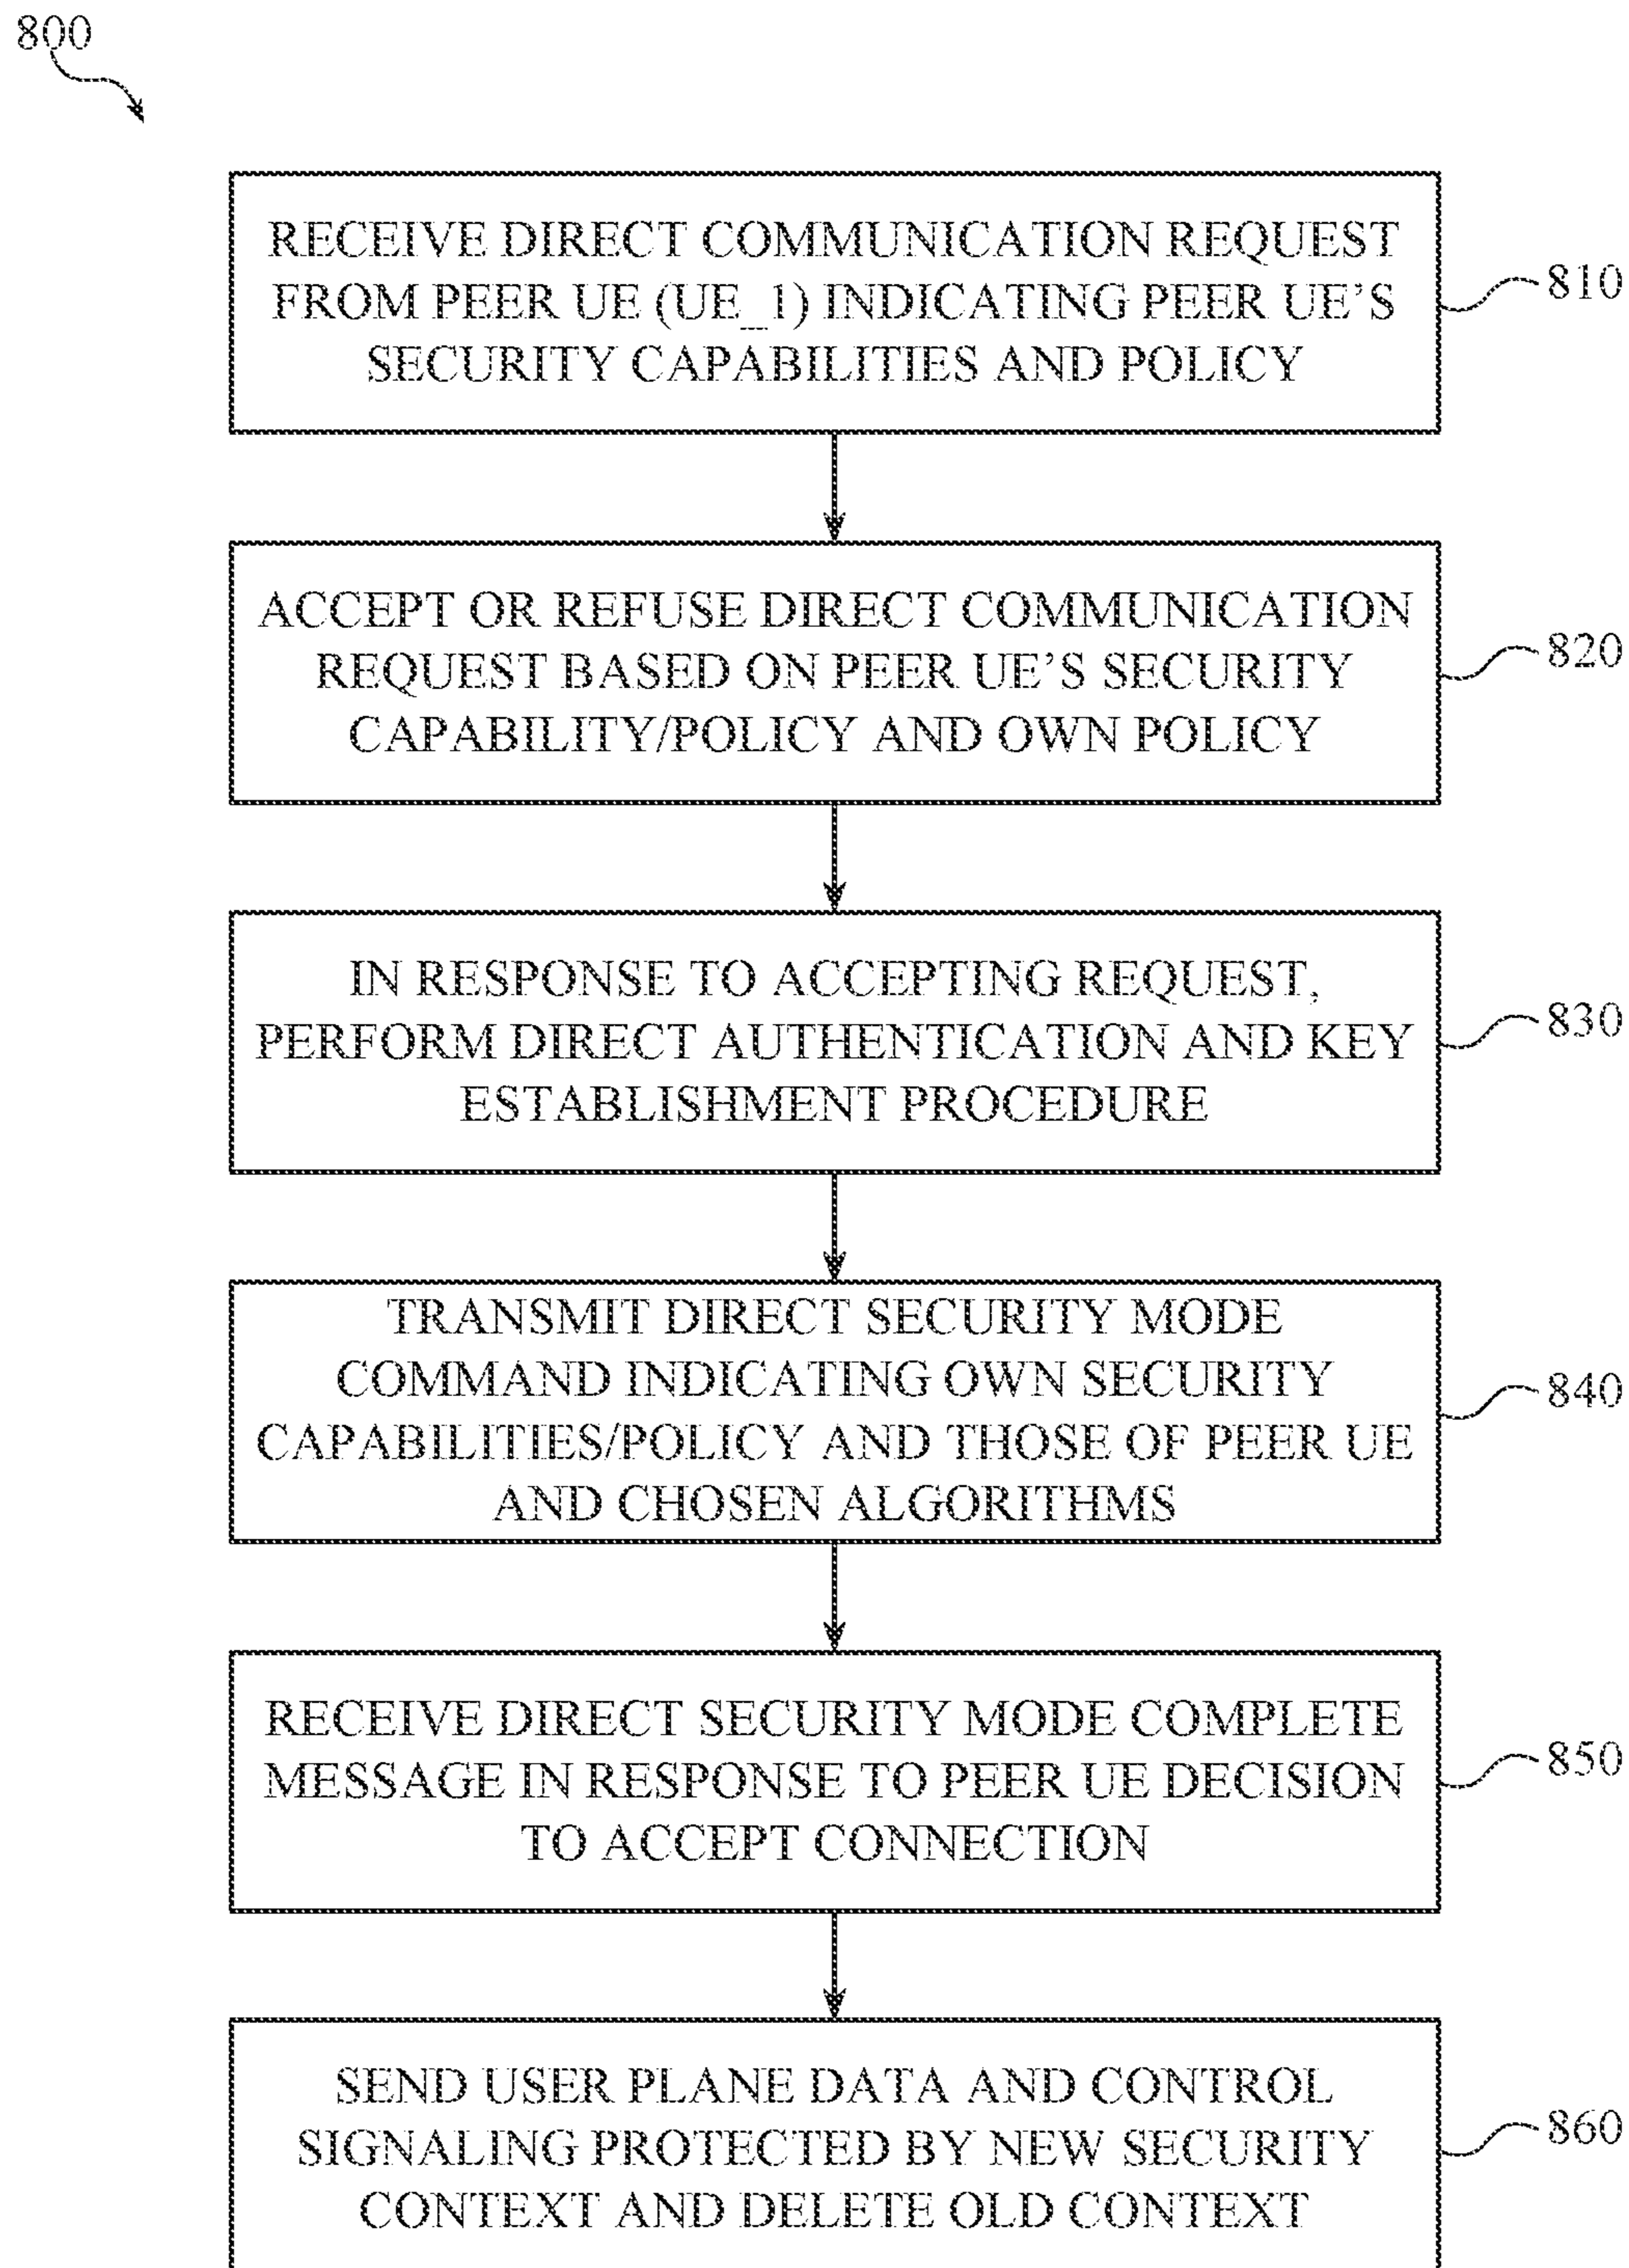 800
RECEIVE DIRECT COMMUNICATION REQUEST
FROM PEER UE (UE_1) INDICATING PEER UE'S
SECURITY CAPABILITIES AND POLICY
810
ACCEPT OR REFUSE DIRECT COMMUNICATION
REQUEST BASED ON PEER UE'S SECURITY
CAPABILITY/POLICY AND OWN POLICY
820
IN RESPONSE TO ACCEPTING REQUEST,
PERFORM DIRECT AUTHENTICATION AND KEY
ESTABLISHMENT PROCEDURE
830
TRANSMIT DIRECT SECURITY MODE
COMMAND INDICATING OWN SECURITY
CAPABILITIES/POLICY AND THOSE OF PEER UE
AND CHOSEN ALGORITHMS
840
RECEIVE DIRECT SECURITY MODE COMPLETE
MESSAGE IN RESPONSE TO PEER UE DECISION
TO ACCEPT CONNECTION
850
SEND USER PLANE DATA AND CONTROL
SIGNALING PROTECTED BY NEW SECURITY
CONTEXT AND DELETE OLD CONTEXT
860